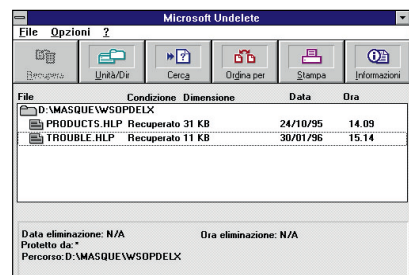 Microsoft Undelete
File Opzioni ?
Recupera Unità/Dir Cerca Ordina per Stampa Informazioni
File Condizione Dimensione Data Ora
D:\MASQUE\WSOPDELX
PRODUCTS.HLP Recuperato 31 KB 24/10/95 14.09
TROUBLE.HLP Recuperato 11 KB 30/01/96 15.14
Data eliminazione: N/A Ora eliminazione: N/A
Protetto da: *
Percorso: D:\MASQUE\WSOPDELX